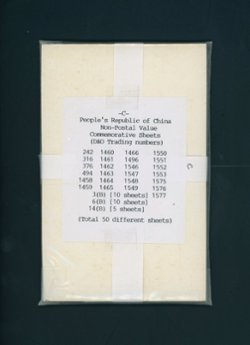 -C-
People's Republic of China
Non-Postal Value
Commemorative Sheets
(D&O Trading numbers)
242 1460 1466 1550
316 1461 1496 1551
376 1462 1546 1552
494 1463 1547 1553
1458 1464 1548 1575
1459 1465 1549 1576
3(B) [10 sheets] 1577
6(B) [10 sheets]
14(B) [5 sheets]
(Total 50 different sheets)
C